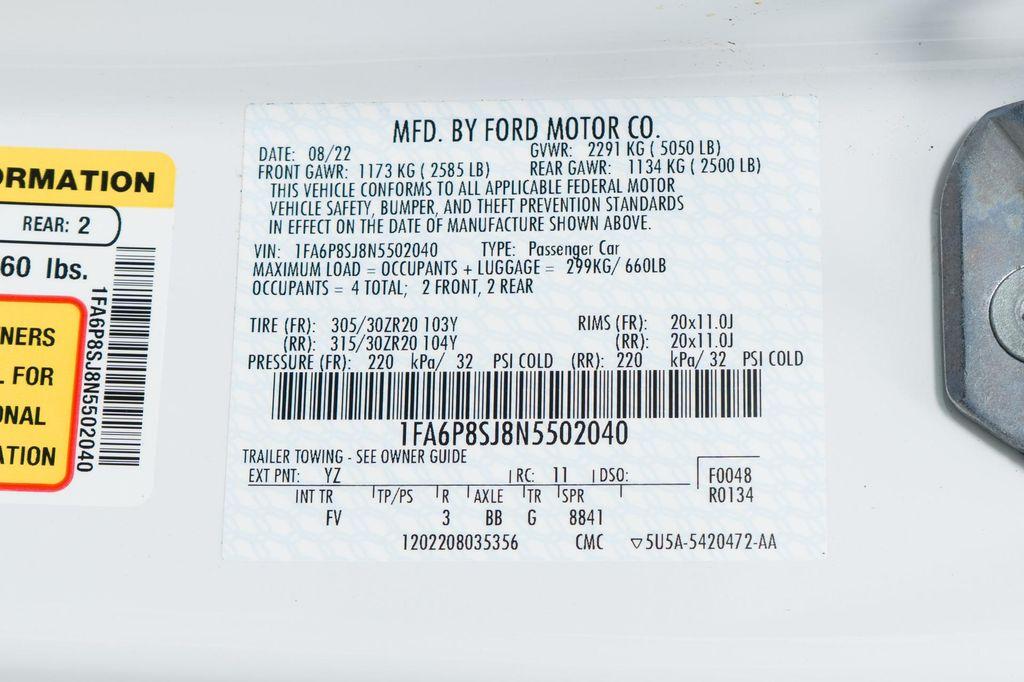 ORMATION
REAR: 2
60 lbs.
NERS
L FOR
ONAL
ATION
1FA6P8SJ8N5502040
MFD. BY FORD MOTOR CO.
DATE: 08/22 GVWR: 2291 KG ( 5050 LB)
FRONT GAWR: 1173 KG ( 2585 LB) REAR GAWR: 1134 KG ( 2500 LB)
THIS VEHICLE CONFORMS TO ALL APPLICABLE FEDERAL MOTOR
VEHICLE SAFETY, BUMPER, AND THEFT PREVENTION STANDARDS
IN EFFECT ON THE DATE OF MANUFACTURE SHOWN ABOVE.
VIN: 1FA6P8SJ8N5502040 TYPE: Passenger Car
MAXIMUM LOAD = OCCUPANTS + LUGGAGE = 299KG/ 660LB
OCCUPANTS = 4 TOTAL; 2 FRONT, 2 REAR
TIRE (FR): 305/30ZR20 103Y RIMS (FR): 20x11.0J
(RR): 315/30ZR20 104Y (RR): 20x11.0J
PRESSURE (FR): 220 kPa/ 32 PSI COLD (RR): 220 kPa/ 32 PSI COLD
1FA6P8SJ8N5502040
TRAILER TOWING - SEE OWNER GUIDE
EXT PNT: YZ RC: 11 DSO: F0048
INT TR TP/PS R AXLE TR SPR R0134
FV 3 BB G 8841
1202208035356 CMC ▽5U5A-5420472-AA